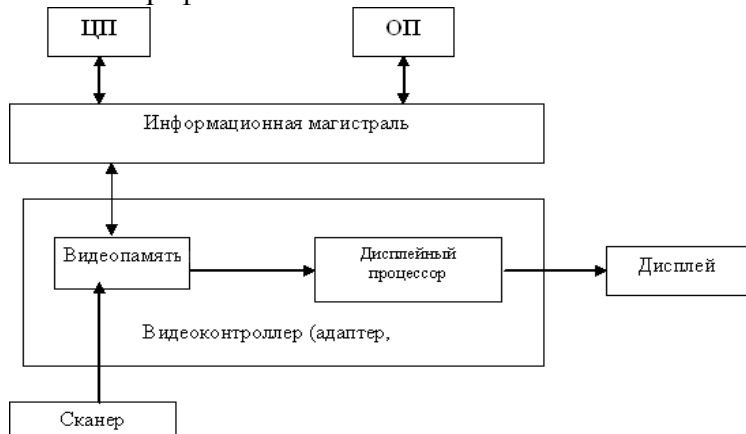 ЦП
ОП
Информационная магистраль
Видеопамять
Дисплейный
процессор
Дисплей
Видеоконтроллер (адаптер,
Сканер